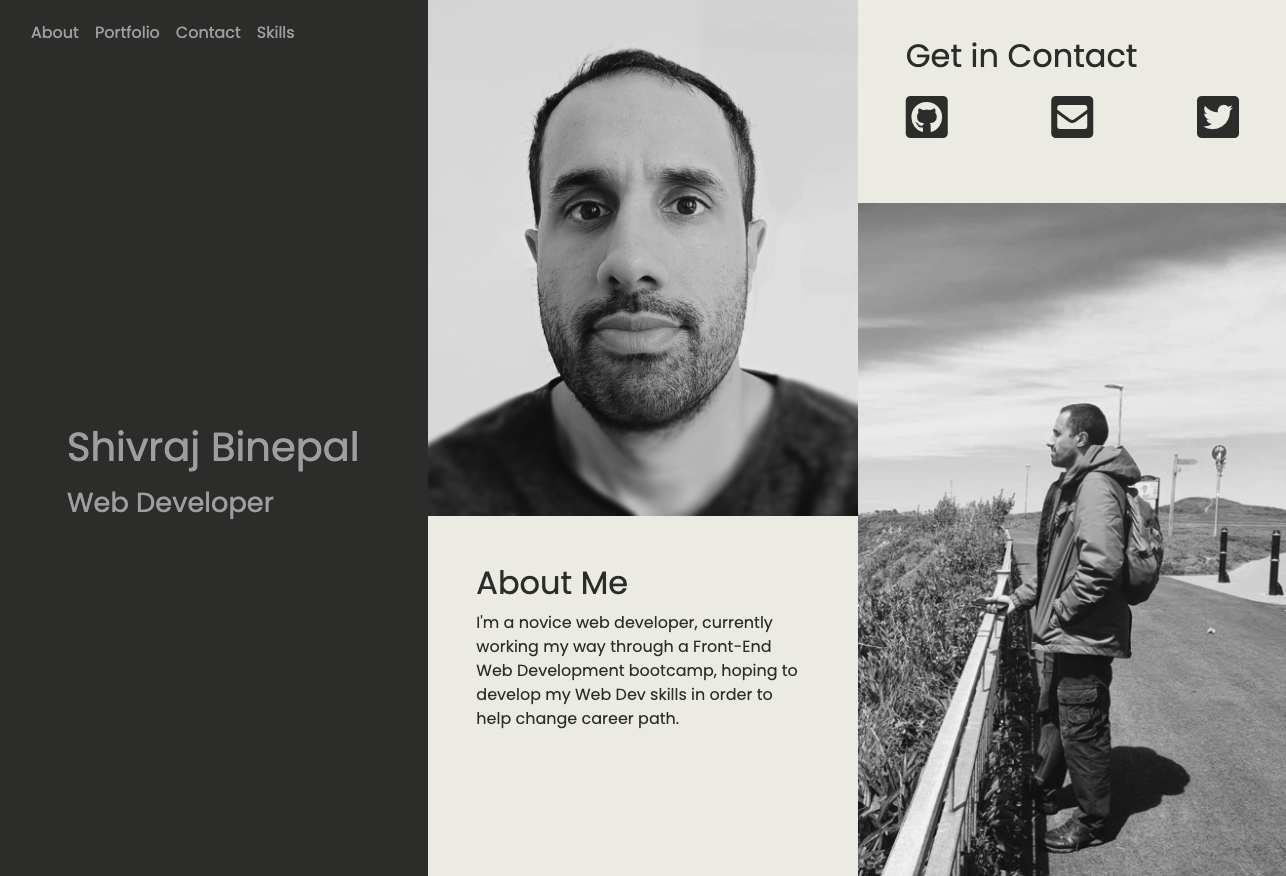 About Portfolio Contact Skills
Shivraj Binepal
Web Developer
About Me
I'm a novice web developer, currently
working my way through a Front-End
Web Development bootcamp, hoping to
develop my Web Dev skills in order to
help change career path.
Get in Contact